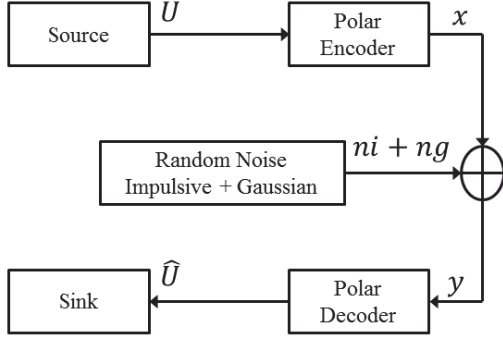 Source
U
Polar
Encoder
x
Random Noise
Impulsive + Gaussian
ni + ng
Sink
Û
Polar
Decoder
y